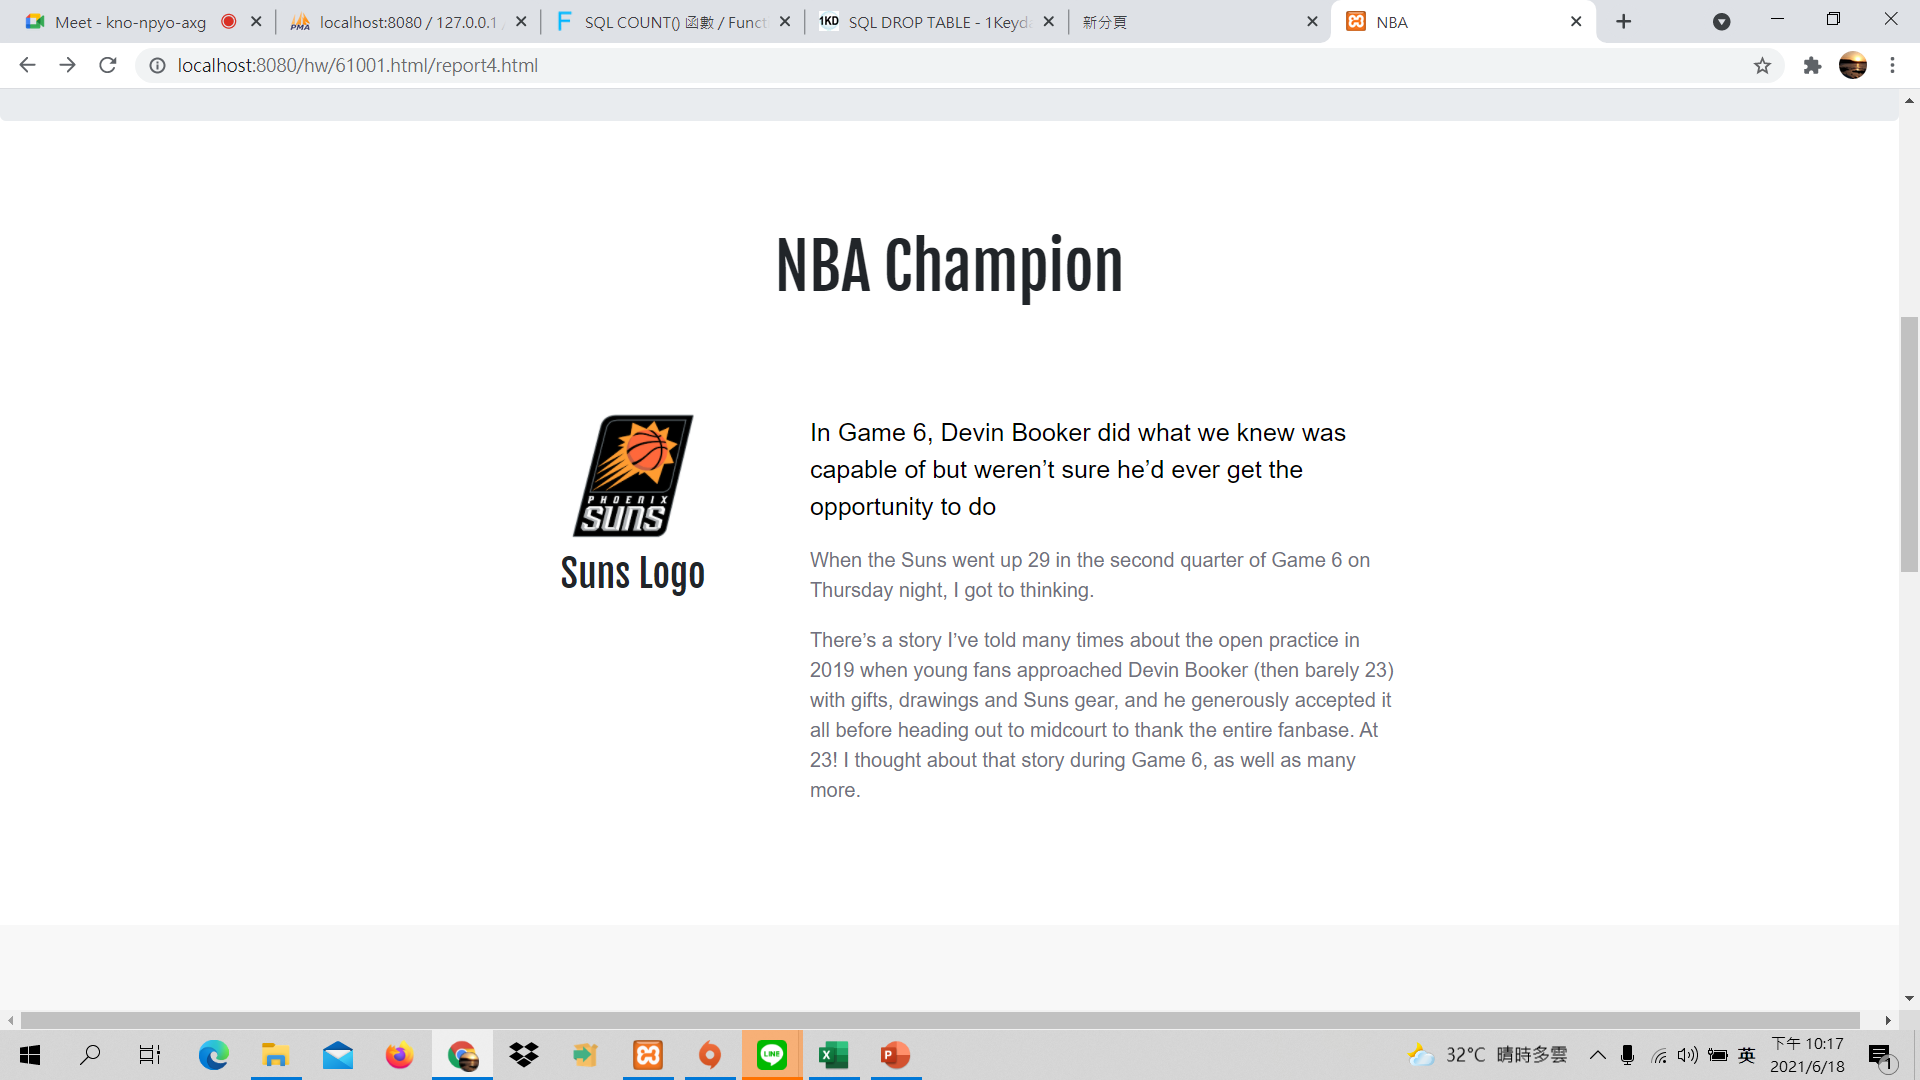 Meet - kno-npyo-axg
localhost:8080 / 127.0.0.1
SQL COUNT() 函數 / Funct
SQL DROP TABLE - 1Keyda
新分頁
NBA
localhost:8080/hw/61001.html/report4.html
NBA Champion
PHOENIX
SUNS
Suns Logo
In Game 6, Devin Booker did what we knew was
capable of but weren’t sure he’d ever get the
opportunity to do
When the Suns went up 29 in the second quarter of Game 6 on
Thursday night, I got to thinking.
There’s a story I’ve told many times about the open practice in
2019 when young fans approached Devin Booker (then barely 23)
with gifts, drawings and Suns gear, and he generously accepted it
all before heading out to midcourt to thank the entire fanbase. At
23! I thought about that story during Game 6, as well as many
more.
32°C 晴時多雲
英
下午 10:17
2021/6/18
1